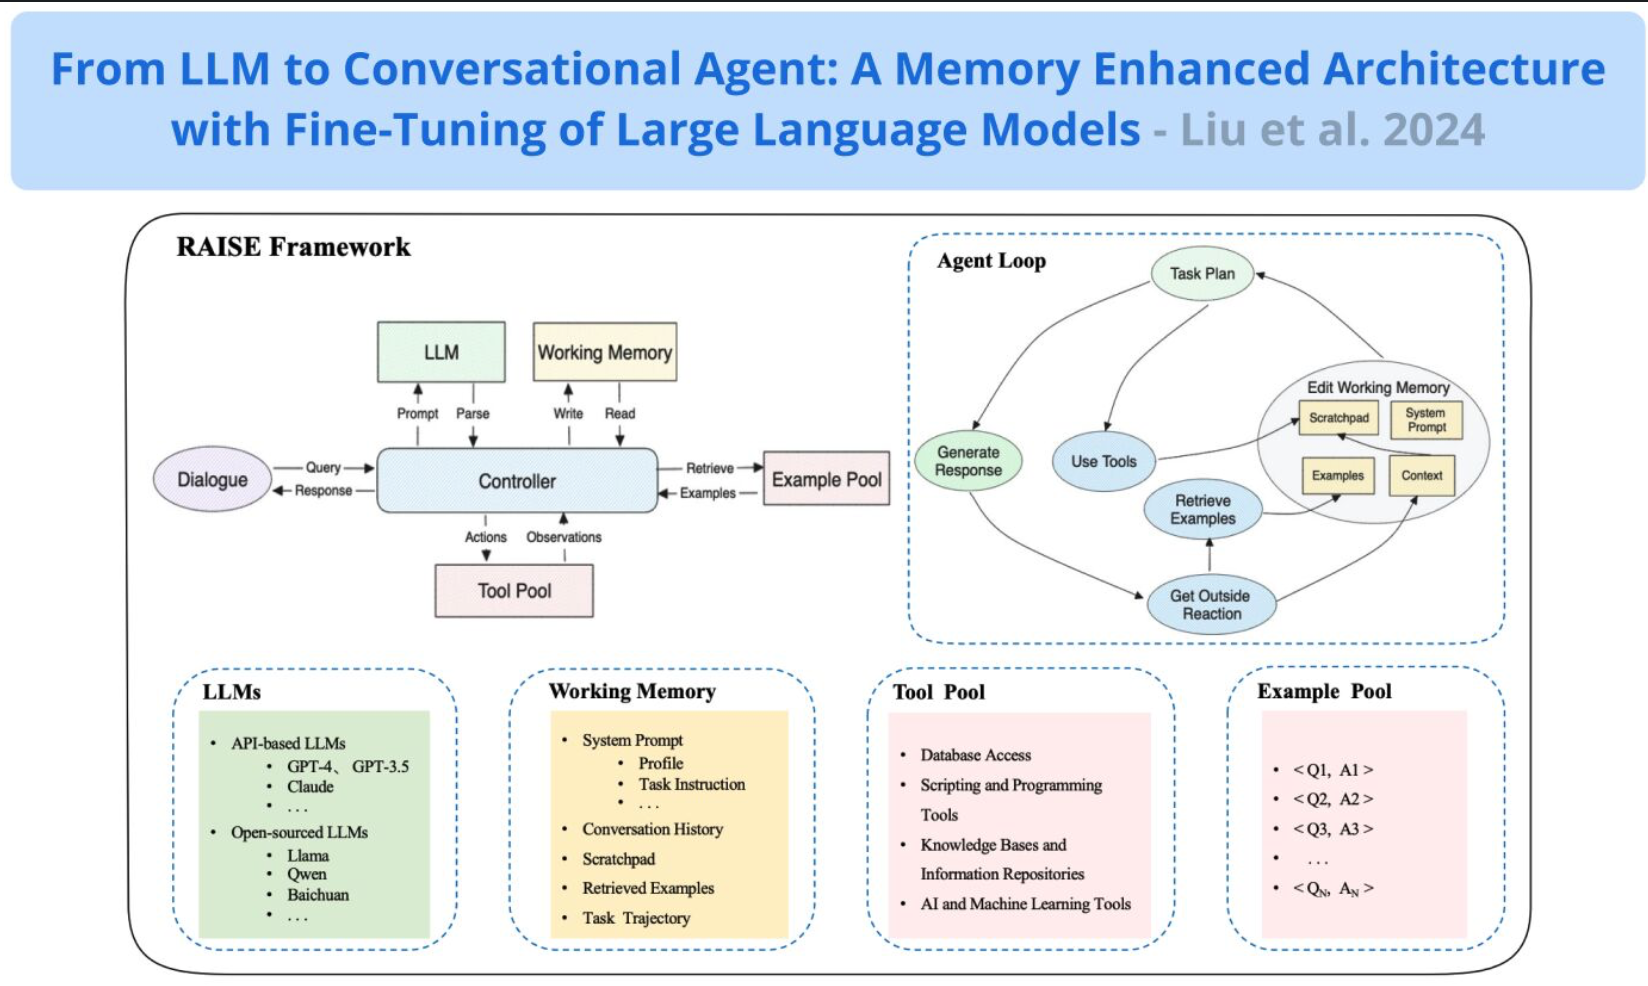 From LLM to Conversational Agent: A Memory Enhanced Architecture
with Fine-Tuning of Large Language Models - Liu et al. 2024
RAISE Framework
LLM
Working Memory
Prompt
Parse
Write
Read
Dialogue
Query
Response
Controller
Retrieve
Examples
Example Pool
Actions
Observations
Tool Pool
Agent Loop
Task Plan
Edit Working Memory
Scratchpad
System
Prompt
Examples
Context
Generate
Response
Use Tools
Retrieve
Examples
Get Outside
Reaction
LLMs
• API-based LLMs
• GPT-4、 GPT-3.5
• Claude
• ...
• Open-sourced LLMs
• Llama
• Qwen
• Baichuan
• ...
Working Memory
• System Prompt
• Profile
• Task Instruction
• ...
• Conversation History
• Scratchpad
• Retrieved Examples
• Task Trajectory
Tool Pool
• Database Access
• Scripting and Programming
Tools
• Knowledge Bases and
Information Repositories
• AI and Machine Learning Tools
Example Pool
• <Q1, A1>
• <Q2, A2>
• <Q3, A3>
• ...
• <Q_N, A_N>